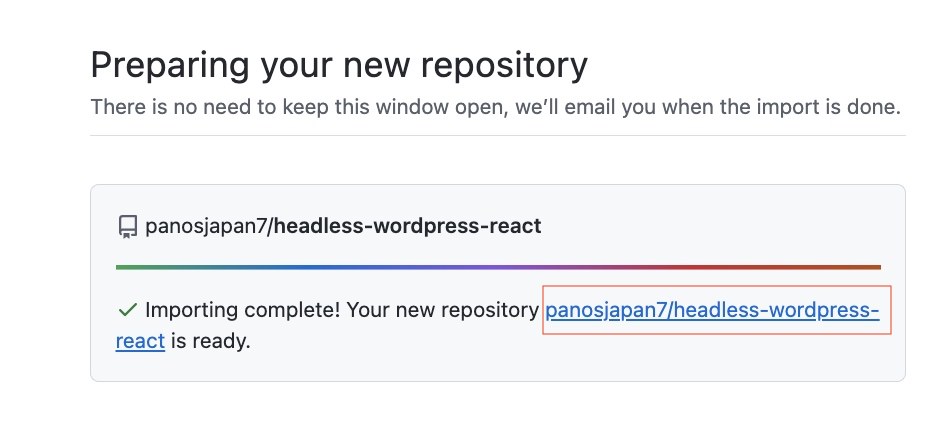 Preparing your new repository
There is no need to keep this window open, we’ll email you when the import is done.
panosjapan7/headless-wordpress-react
Importing complete! Your new repository panosjapan7/headless-wordpress-
react is ready.